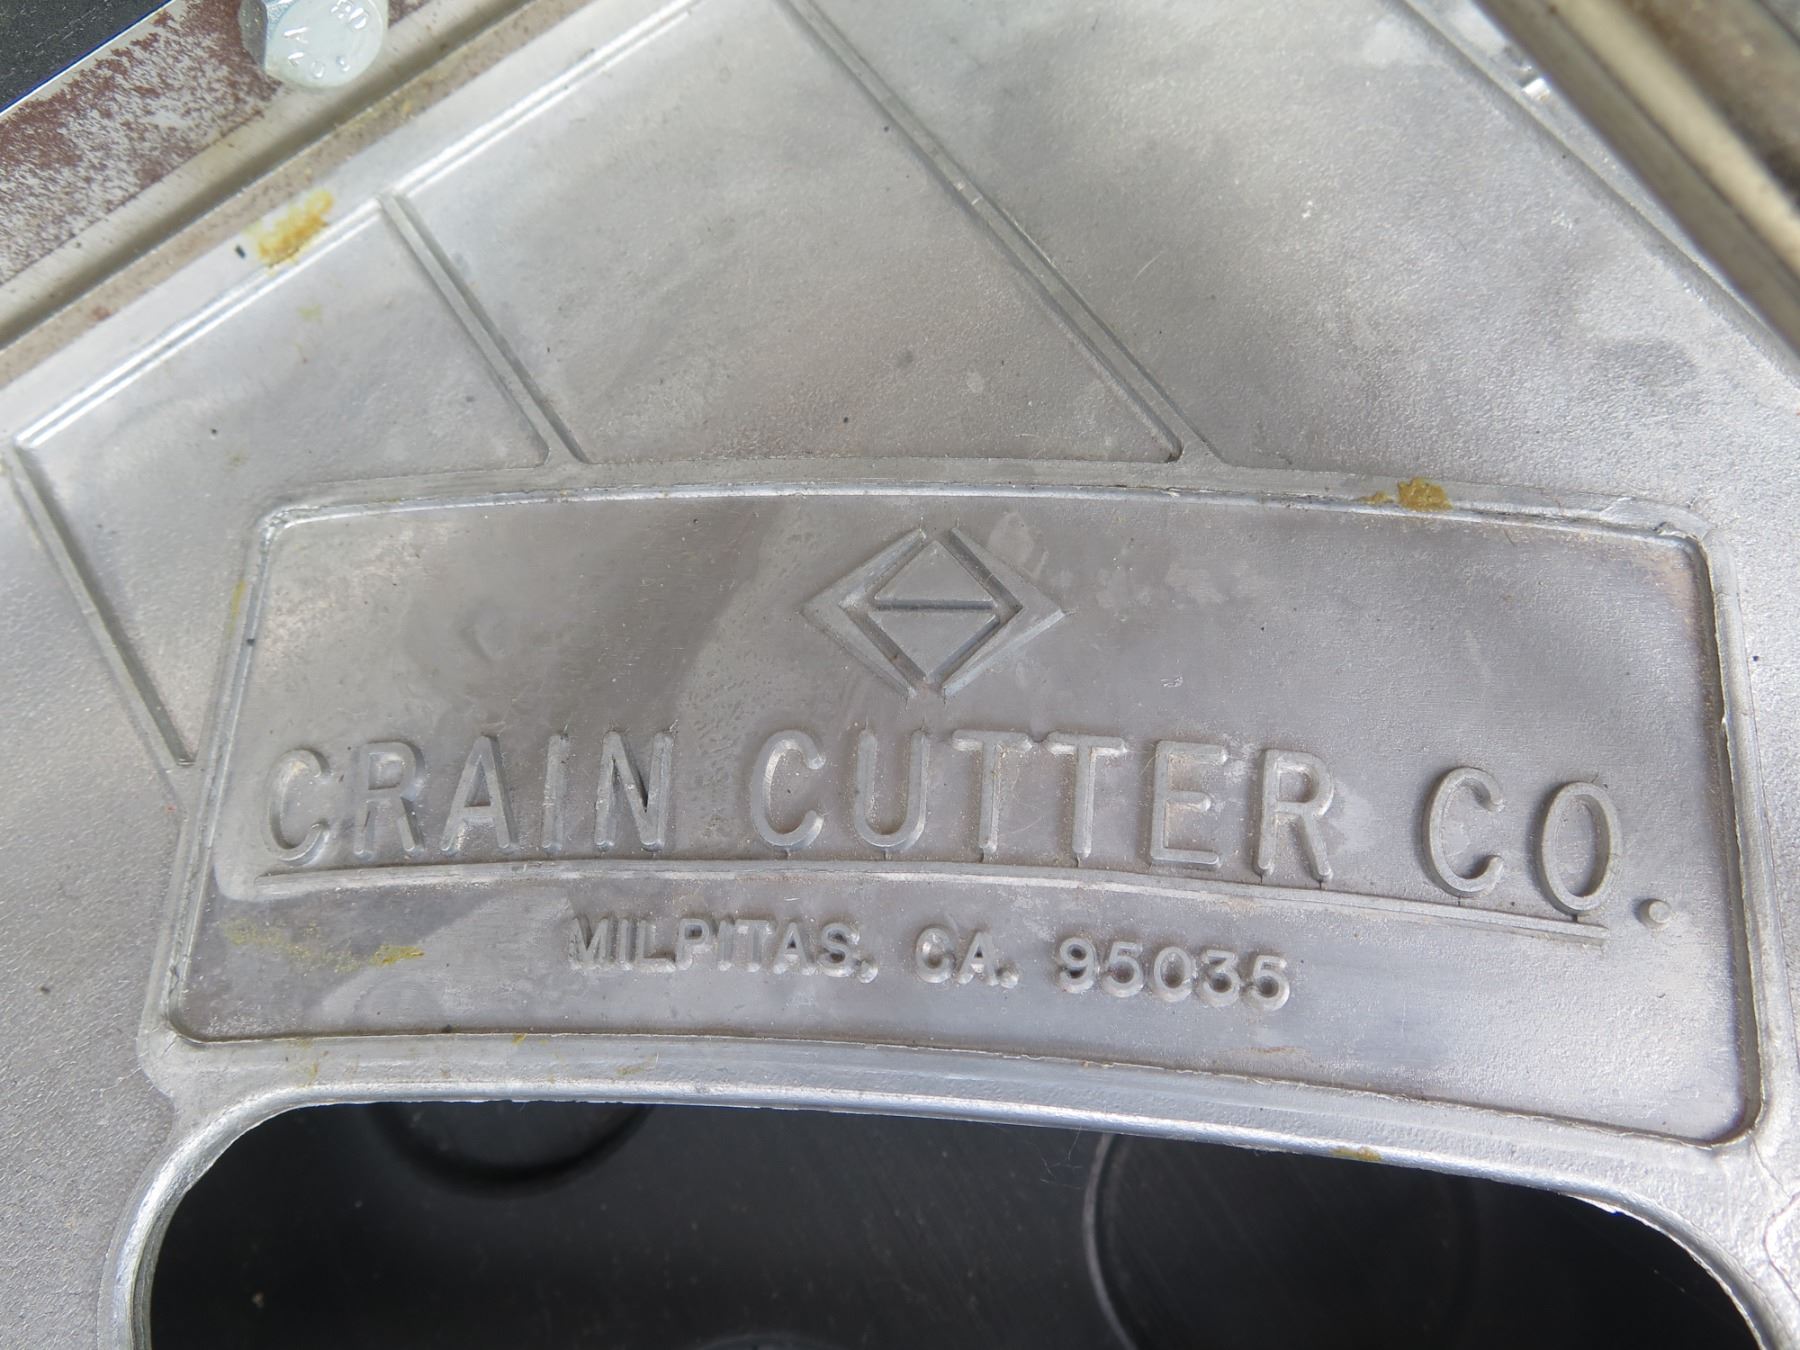 CRAIN CUTTER CO.
MILPITAS, CA. 95035